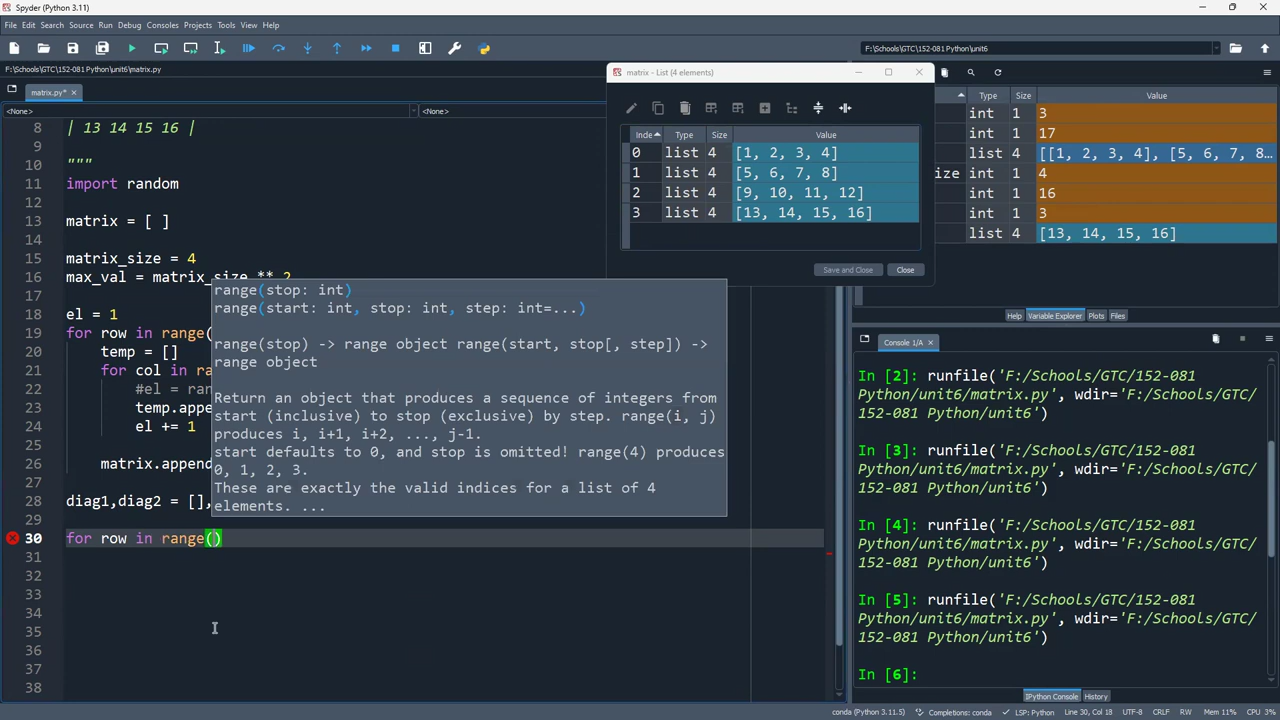 Spyder (Python 3.11)
File Edit Search Source Run Debug Consoles Projects Tools View Help
F:\Schools\GTC\152-081 Python\unit6
F:\Schools\GTC\152-081 Python\unit6\matrix.py
matrix.py*
<None> <None>
8 | 13 14 15 16 |
9
10 """
11 import random
12
13 matrix = [ ]
14
15 matrix_size = 4
16 max_val = matrix_size ** 2
17
18 el = 1
19 for row in range(
20 temp = []
21 for col in ra
22 #el = ran
23 temp.appe
24 el += 1
25
26 matrix.append
27
28 diag1,diag2 = [],
29
30 for row in range()
31
32
33
34
35
36
37
38
range(stop: int)
range(start: int, stop: int, step: int=...)
range(stop) -> range object range(start, stop[, step]) ->
range object
Return an object that produces a sequence of integers from
start (inclusive) to stop (exclusive) by step. range(i, j)
produces i, i+1, i+2, ..., j-1.
start defaults to 0, and stop is omitted! range(4) produces
0, 1, 2, 3.
These are exactly the valid indices for a list of 4
elements. ...
matrix - List (4 elements)
Inde Type Size Value
0 list 4 [1, 2, 3, 4]
1 list 4 [5, 6, 7, 8]
2 list 4 [9, 10, 11, 12]
3 list 4 [13, 14, 15, 16]
Save and Close Close
Type Size Value
int 1 3
int 1 17
list 4 [[1, 2, 3, 4], [5, 6, 7, 8…
ize int 1 4
int 1 16
int 1 3
list 4 [13, 14, 15, 16]
Help Variable Explorer Plots Files
Console 1/A
In [2]: runfile('F:/Schools/GTC/152-081
Python/unit6/matrix.py', wdir='F:/Schools/GTC/
152-081 Python/unit6')
In [3]: runfile('F:/Schools/GTC/152-081
Python/unit6/matrix.py', wdir='F:/Schools/GTC/
152-081 Python/unit6')
In [4]: runfile('F:/Schools/GTC/152-081
Python/unit6/matrix.py', wdir='F:/Schools/GTC/
152-081 Python/unit6')
In [5]: runfile('F:/Schools/GTC/152-081
Python/unit6/matrix.py', wdir='F:/Schools/GTC/
152-081 Python/unit6')
In [6]:
IPython Console History
conda (Python 3.11.5) Completions: conda LSP: Python Line 30, Col 18 UTF-8 CRLF RW Mem 11% CPU 3%